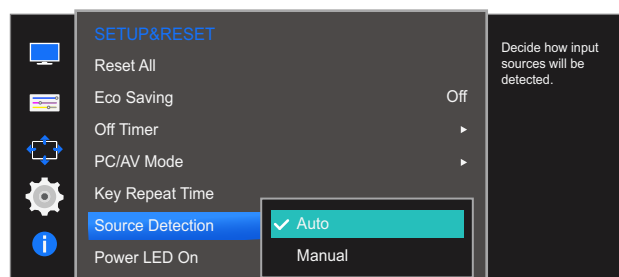 SETUP&RESET
Reset All
Eco Saving Off
Off Timer
PC/AV Mode
Key Repeat Time
Source Detection Auto
Power LED On Manual
Decide how input
sources will be
detected.